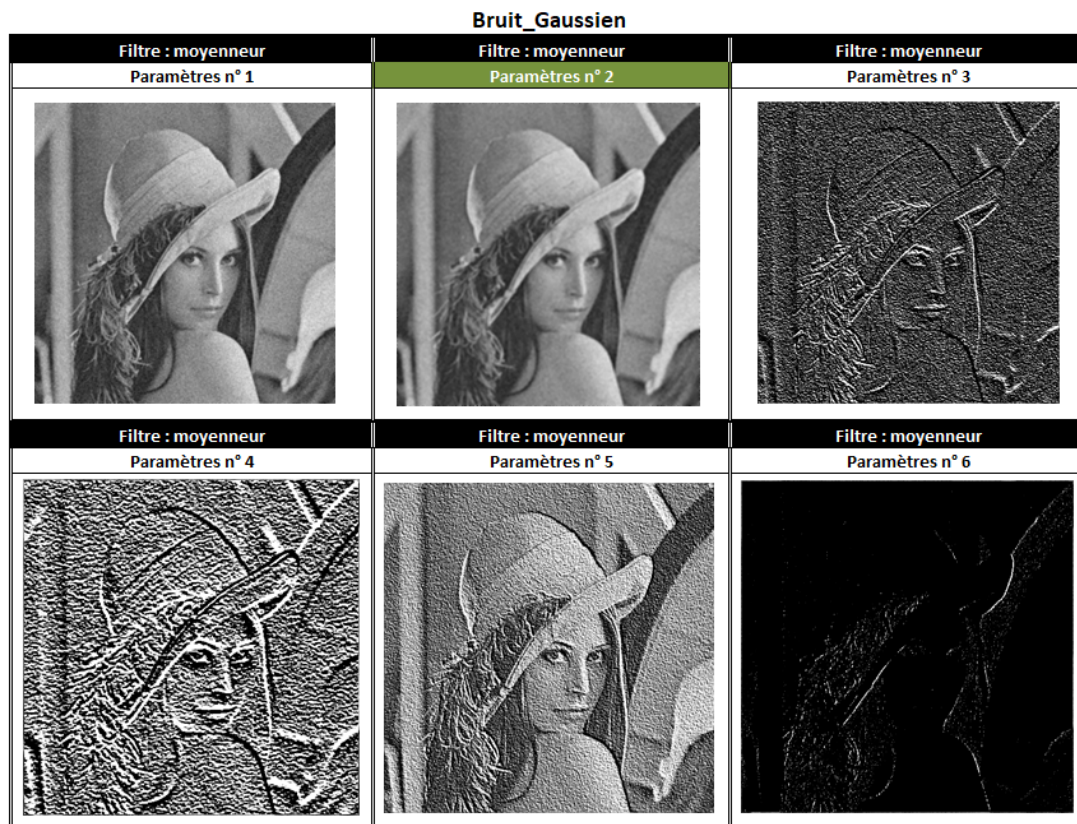 Bruit_Gaussien
Filtre : moyenneur
Filtre : moyenneur
Filtre : moyenneur
Paramètres n° 1
Paramètres n° 2
Paramètres n° 3
Filtre : moyenneur
Filtre : moyenneur
Filtre : moyenneur
Paramètres n° 4
Paramètres n° 5
Paramètres n° 6